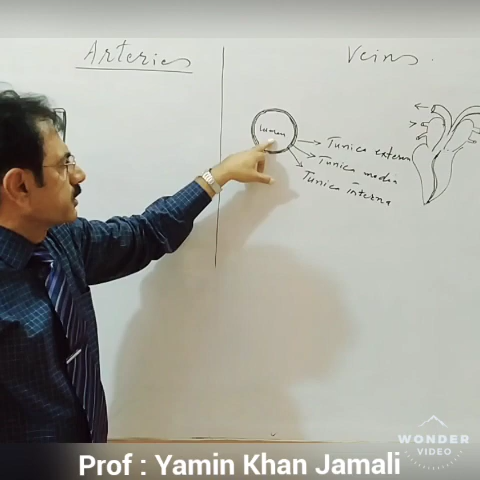 Arteries
Veins.
Lumen
Tunica externa
Tunica media
Tunica interna
WONDER
VIDEO
Prof : Yamin Khan Jamali